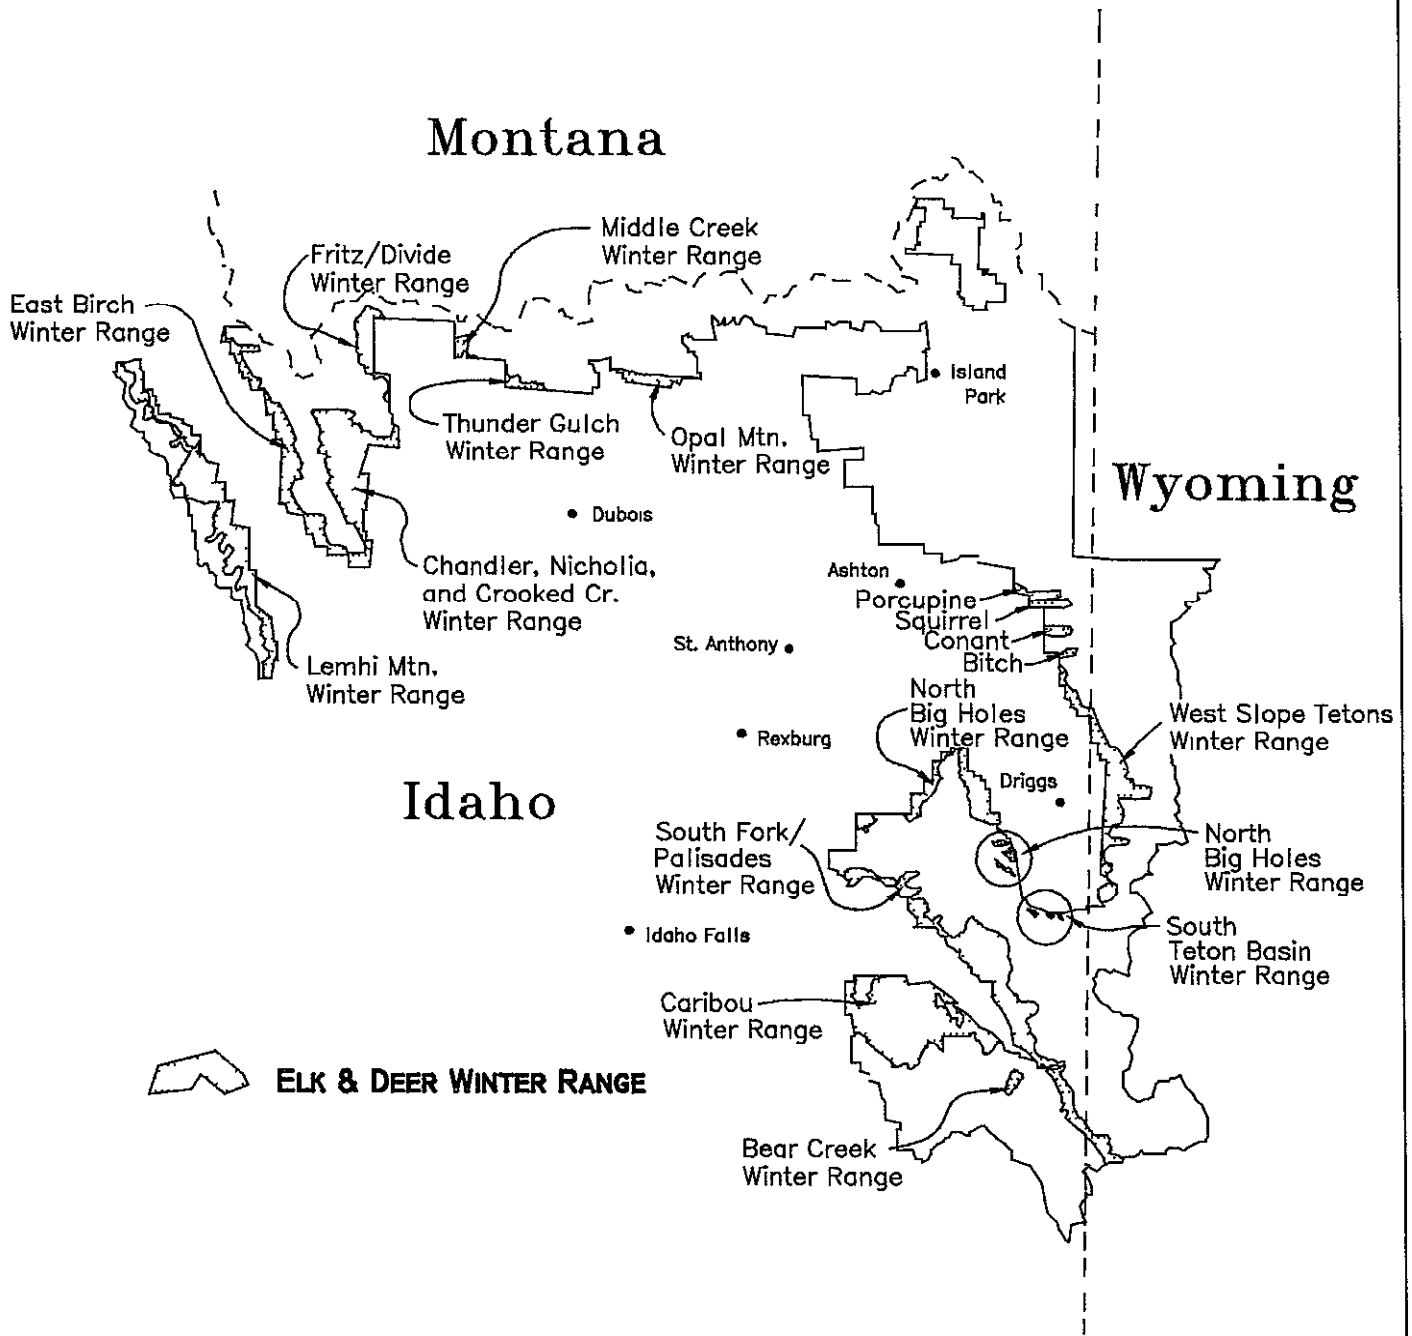 Montana
Middle Creek
Winter Range
Fritz/Divide
Winter Range
East Birch
Winter Range
Island
Park
Thunder Gulch
Winter Range
Opal Mtn.
Winter Range
Wyoming
Dubois
Chandler, Nicholia,
and Crooked Cr.
Winter Range
Ashton
Porcupine
Squirrel
Conant
Bitch
St. Anthony
Lemhi Mtn.
Winter Range
North
Big Holes
Winter Range
West Slope Tetons
Winter Range
Rexburg
Driggs
Idaho
South Fork/
Palisades
Winter Range
North
Big Holes
Winter Range
Idaho Falls
South
Teton Basin
Winter Range
Caribou
Winter Range
ELK & DEER WINTER RANGE
Bear Creek
Winter Range